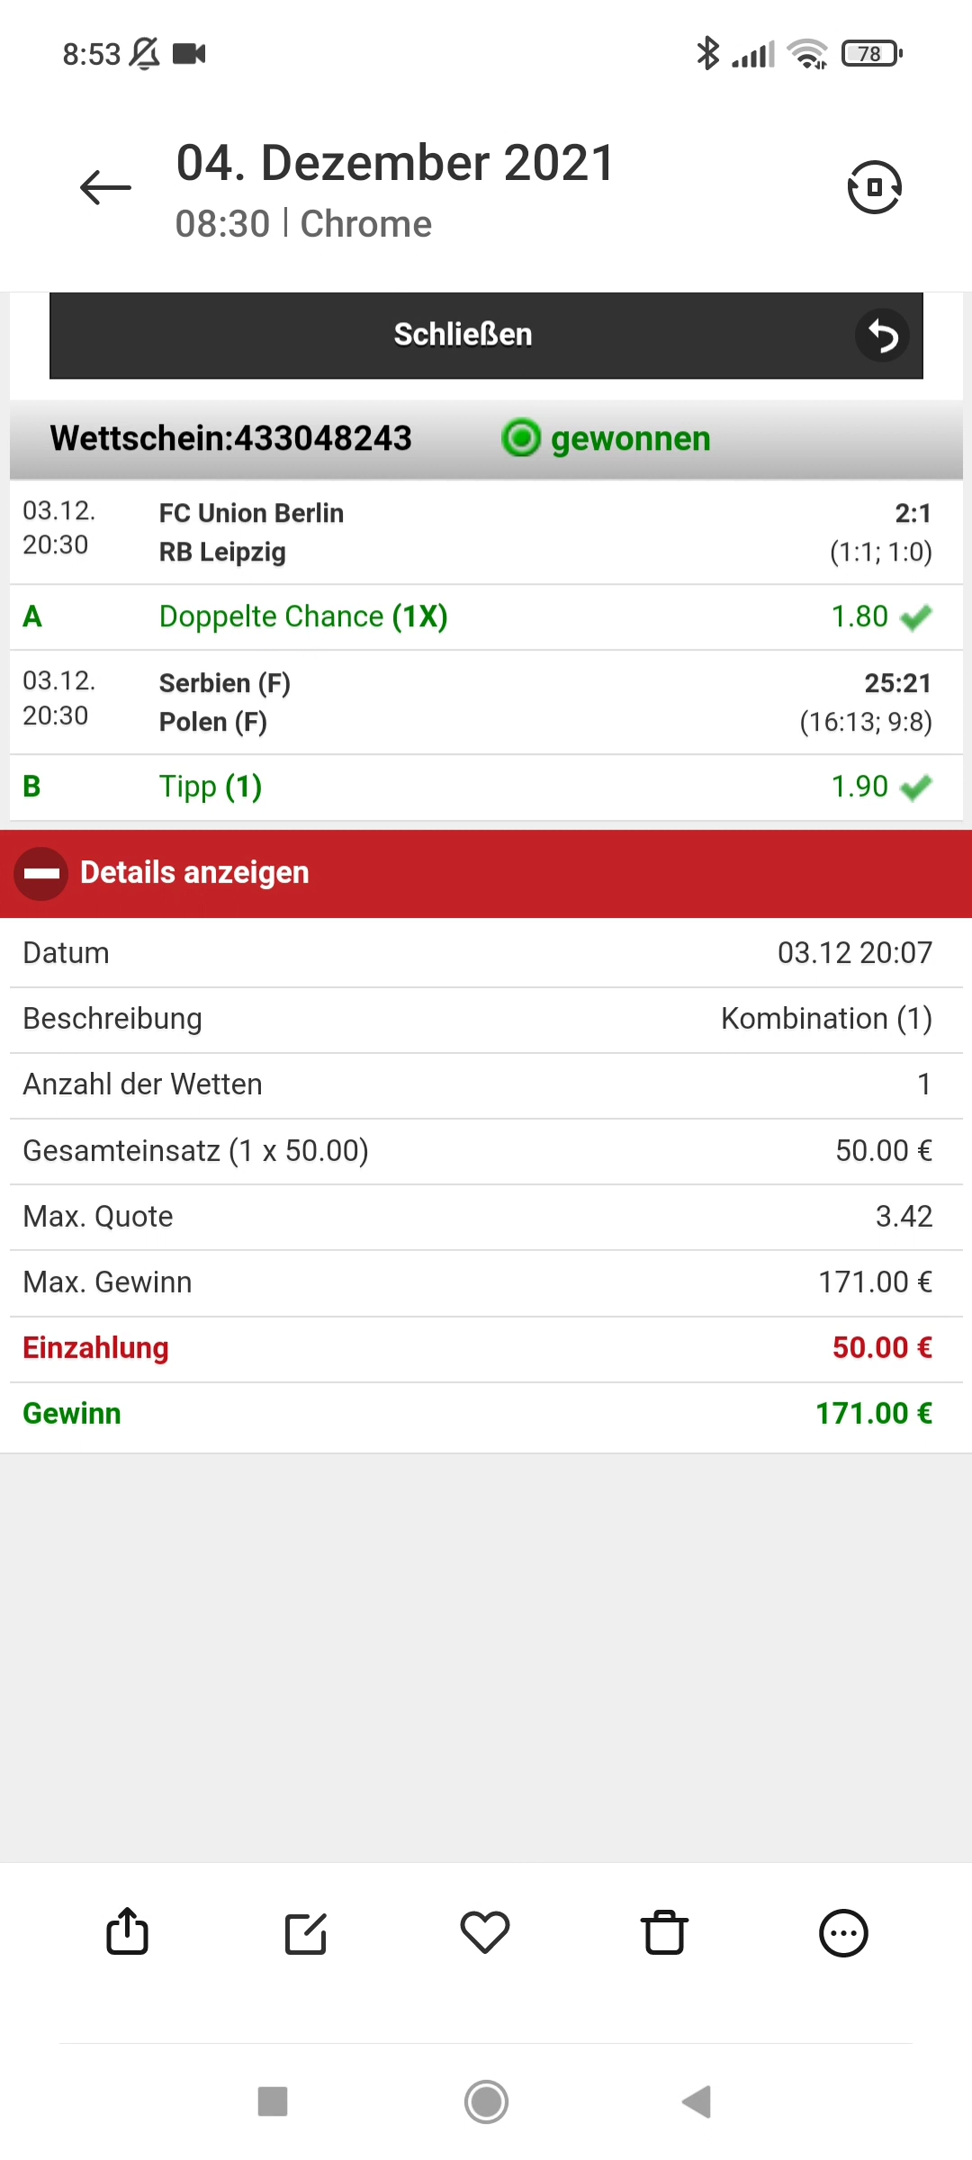 8:53 78
04. Dezember 2021
08:30 | Chrome
Schließen
Wettschein:433048243 gewonnen
03.12. FC Union Berlin 2:1
20:30 RB Leipzig (1:1; 1:0)
A Doppelte Chance (1X) 1.80
03.12. Serbien (F) 25:21
20:30 Polen (F) (16:13; 9:8)
B Tipp (1) 1.90
Details anzeigen
Datum 03.12 20:07
Beschreibung Kombination (1)
Anzahl der Wetten 1
Gesamteinsatz (1 x 50.00) 50.00 €
Max. Quote 3.42
Max. Gewinn 171.00 €
Einzahlung 50.00 €
Gewinn 171.00 €